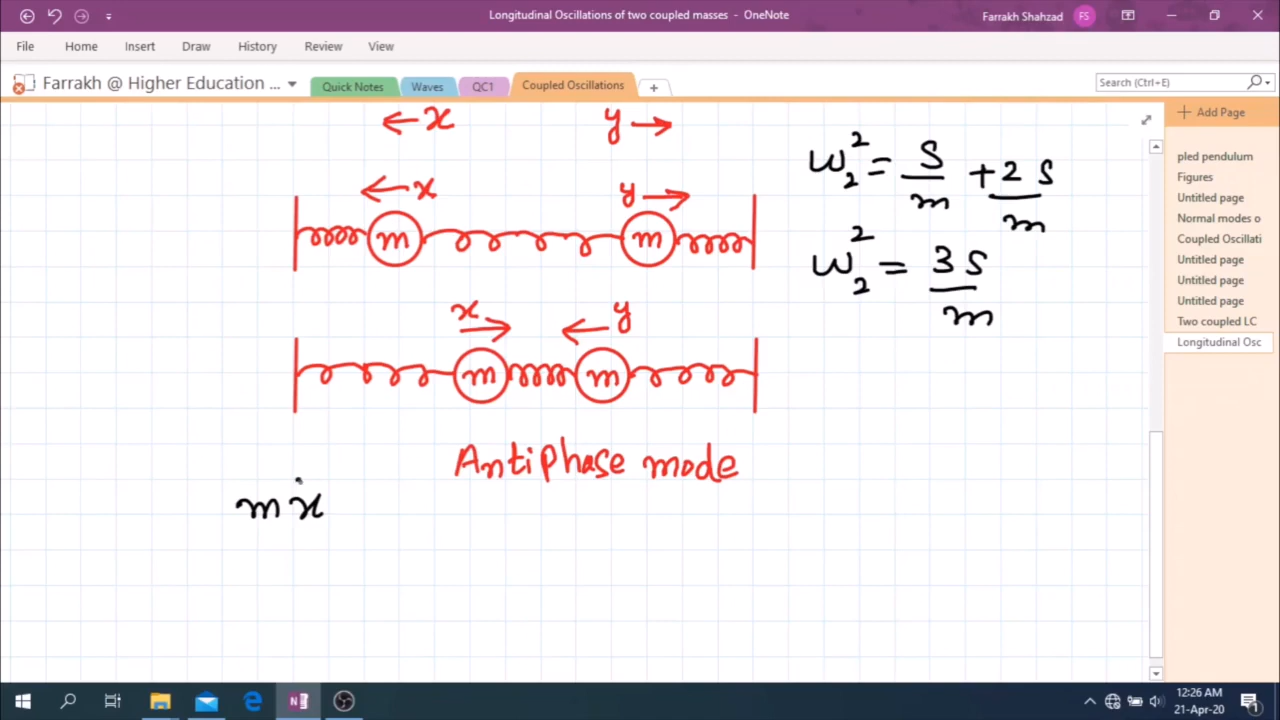 Longitudinal Oscillations of two coupled masses - OneNote
Farrakh Shahzad FS
File Home Insert Draw History Review View
Farrakh @ Higher Education ... Quick Notes Waves QC1 Coupled Oscillations + Search (Ctrl+E)
Add Page
pled pendulum
Figures
Untitled page
Normal modes o
Coupled Oscillati
Untitled page
Untitled page
Untitled page
Two coupled LC
Longitudinal Osc
← x y →
← x y →
m m
x → ← y
m m
Antiphase mode
ω₂² = s/m + 2s/m
ω₂² = 3s/m
m ẋ
12:26 AM
21-Apr-20
1